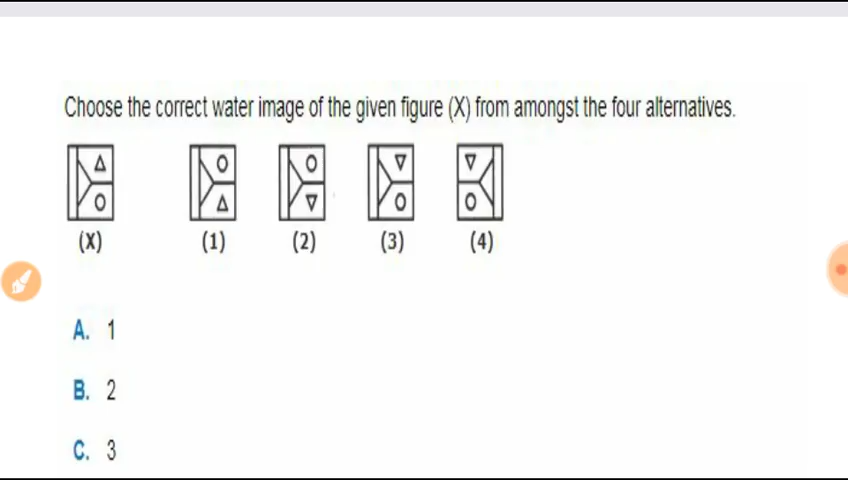 Choose the correct water image of the given figure (X) from amongst the four alternatives.
(X) (1) (2) (3) (4)
A. 1
B. 2
C. 3